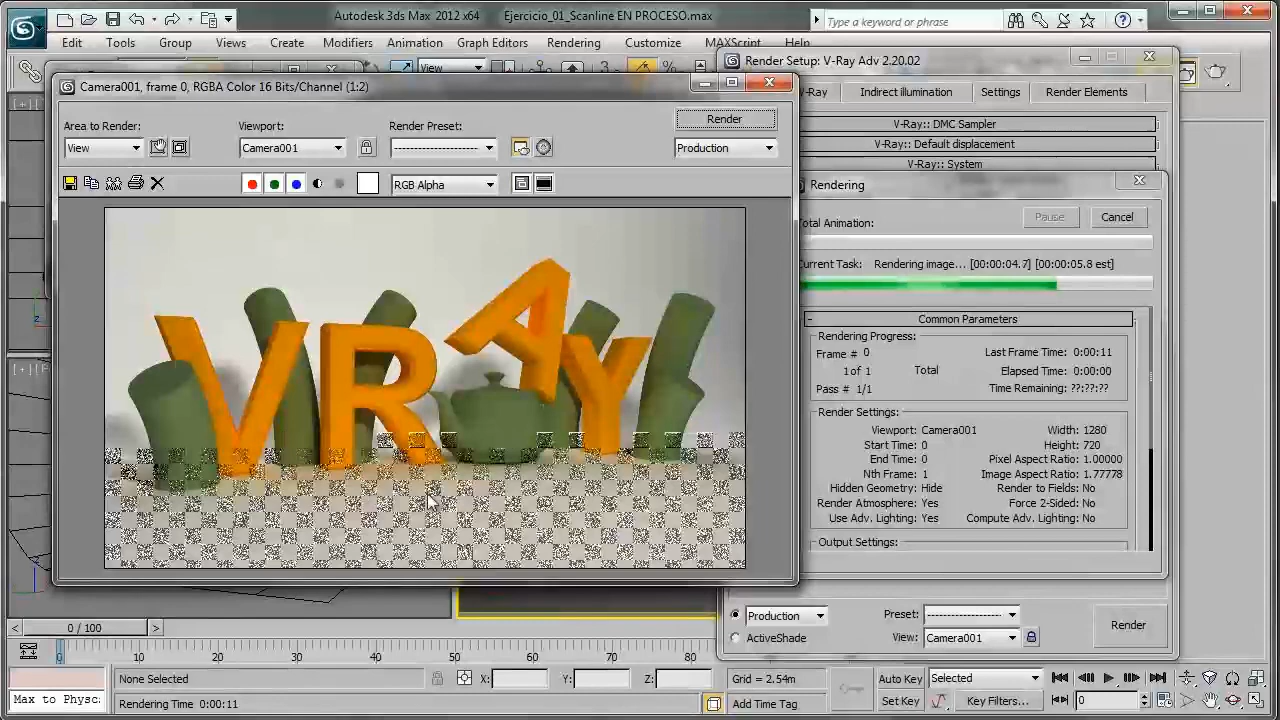 Autodesk 3ds Max 2012 x64 Ejercicio_01_Scanline EN PROCESO.max
Type a keyword or phrase
Edit Tools Group Views Create Modifiers Animation Graph Editors Rendering Customize MAXScript Help
View
Render Setup: V-Ray Adv 2.20.02
Camera001, frame 0, RGBA Color 16 Bits/Channel (1:2)
Indirect illumination Settings Render Elements
Area to Render: Viewport: Render Preset: Render
View Camera001 Production
RGB Alpha
V-Ray:: DMC Sampler
V-Ray:: Default displacement
V-Ray:: System
Rendering
Total Animation: Pause Cancel
Current Task: Rendering image... [00:00:04.7] [00:00:05.8 est]
Common Parameters
Rendering Progress:
Frame # 0 Last Frame Time: 0:00:11
1 of 1 Total Elapsed Time: 0:00:00
Pass # 1/1 Time Remaining: ??:??:??
Render Settings:
Viewport: Camera001 Width: 1280
Start Time: 0 Height: 720
End Time: 0 Pixel Aspect Ratio: 1.00000
Nth Frame: 1 Image Aspect Ratio: 1.77778
Hidden Geometry: Hide Render to Fields: No
Render Atmosphere: Yes Force 2-Sided: No
Use Adv. Lighting: Yes Compute Adv. Lighting: No
Output Settings:
VRAY
Production Preset:
ActiveShade View: Camera001 Render
0 / 100
0 10 20 30 40 50 60 70 80
None Selected X: Y: Z: Grid = 2.54m Auto Key Selected
Max to Physc. Rendering Time 0:00:11 Add Time Tag Set Key Key Filters... 0